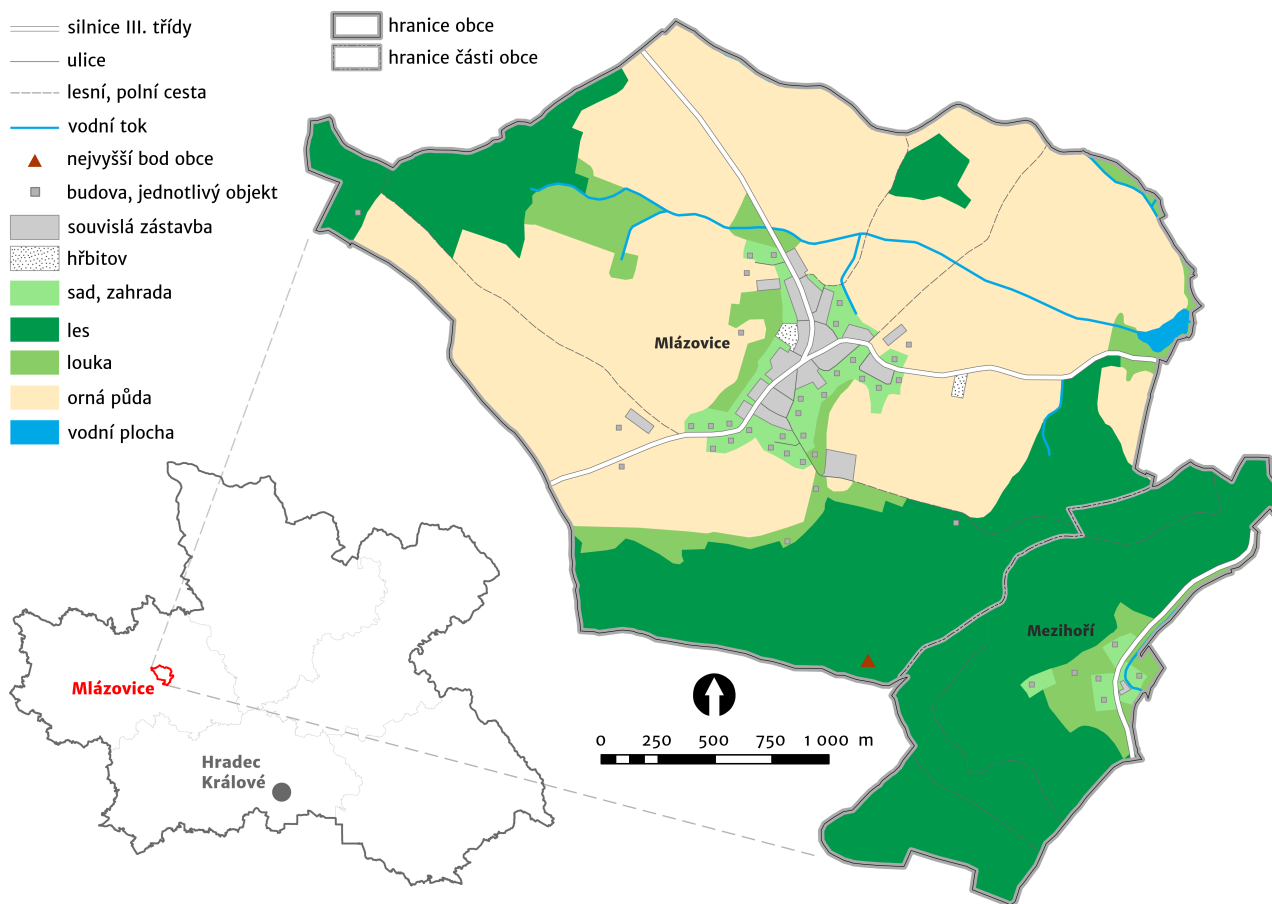 silnice III. třídy
ulice
lesní, polní cesta
vodní tok
nejvyšší bod obce
budova, jednotlivý objekt
souvislá zástavba
hřbitov
sad, zahrada
les
louka
orná půda
vodní plocha
hranice obce
hranice části obce
Mlázovice
Mezihoří
Mlázovice
Hradec
Králové
0 250 500 750 1 000 m